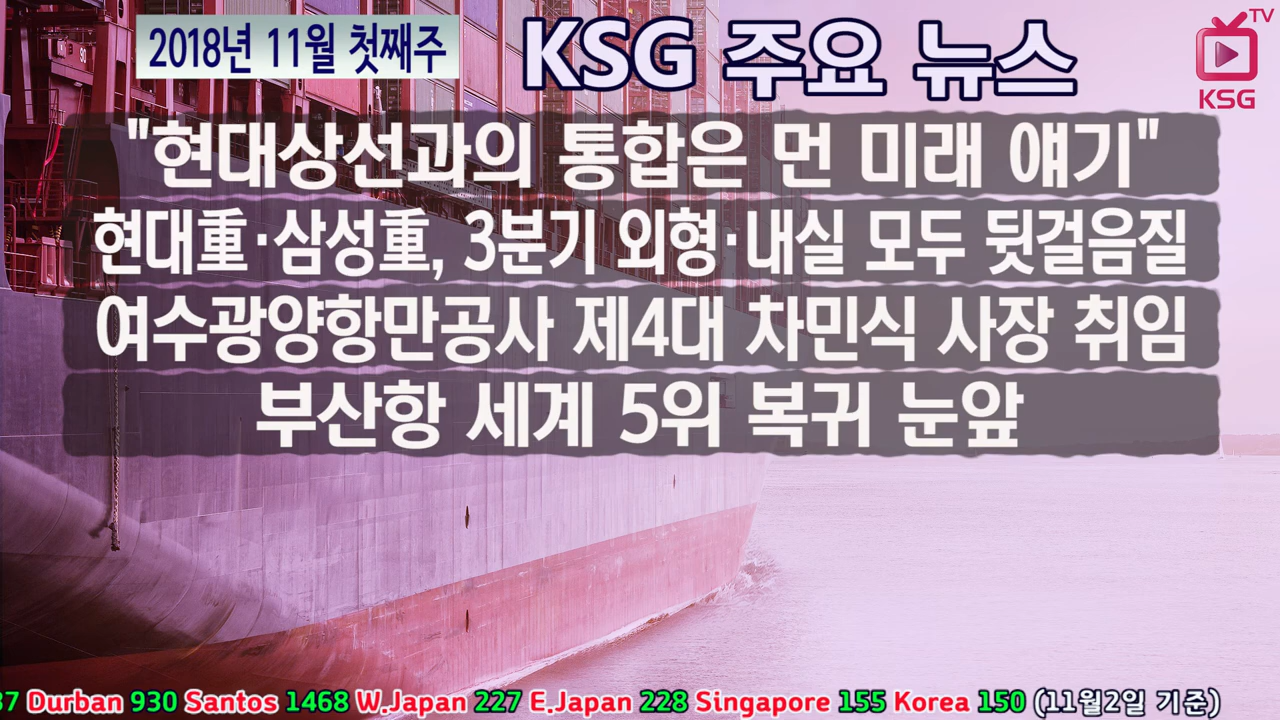 2018년 11월 첫째주
KSG 주요 뉴스
TV
KSG
"현대상선과의 통합은 먼 미래 얘기"
현대重·삼성重, 3분기 외형·내실 모두 뒷걸음질
여수광양항만공사 제4대 차민식 사장 취임
부산항 세계 5위 복귀 눈앞
37 Durban 930 Santos 1468 W.Japan 227 E.Japan 228 Singapore 155 Korea 150 (11월2일 기준)